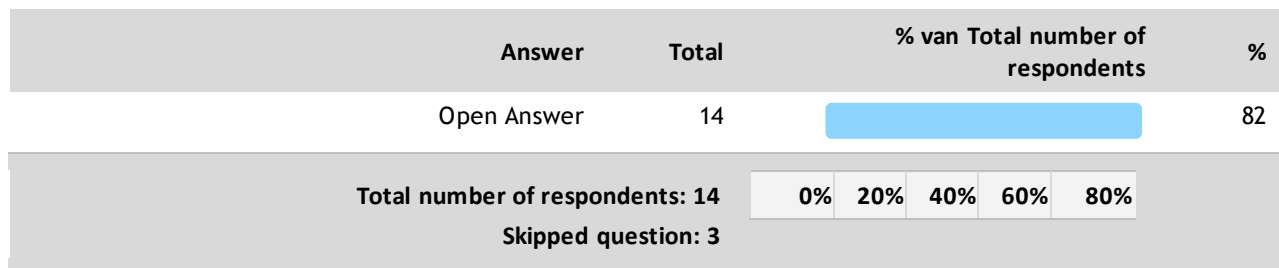 Answer Total % van Total number of respondents %
Open Answer 14 82
Total number of respondents: 14 0% 20% 40% 60% 80%
Skipped question: 3